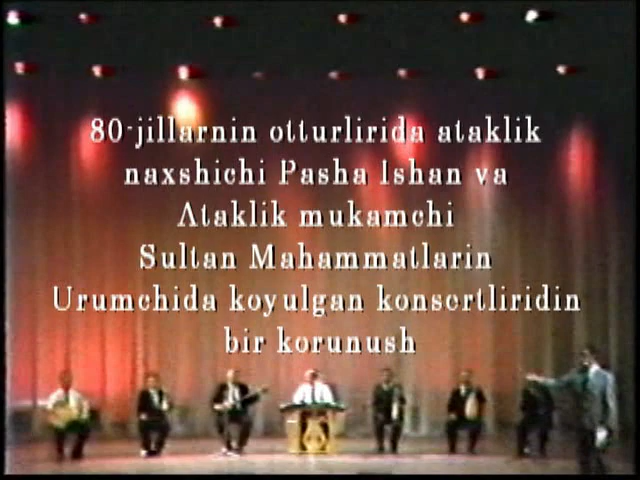 80-jillarnin otturlirida ataklik
naxshichi Pasha Ishan va
Ataklik mukamchi
Sultan Mahammatlarin
Urumchida koyulgan konsertliridin
bir korunush